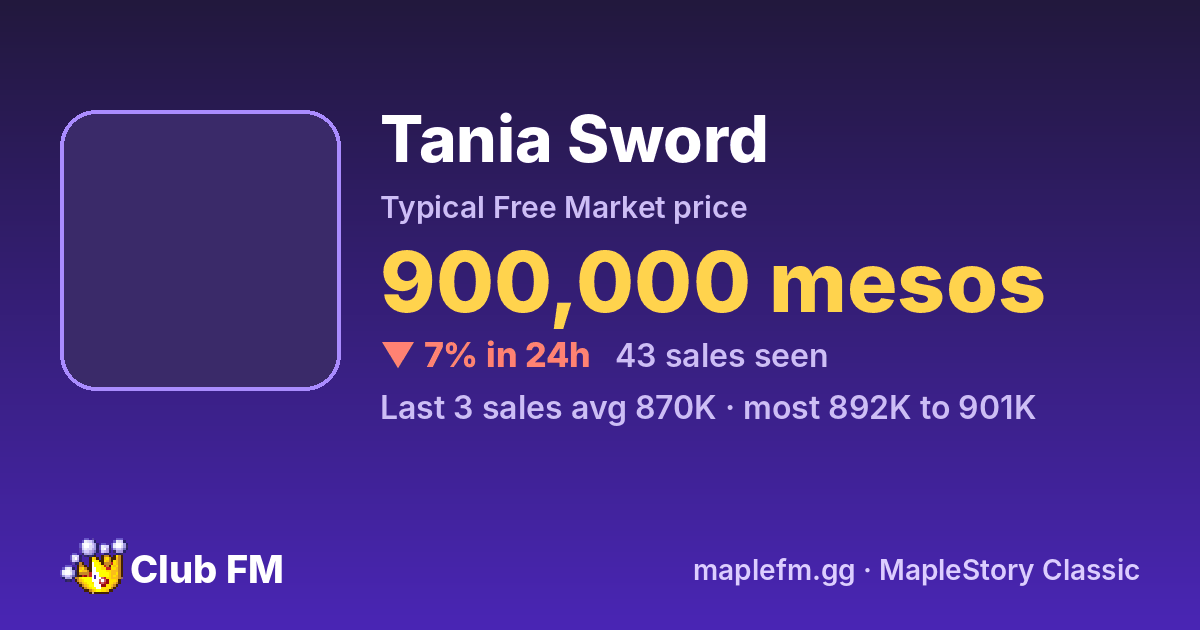 Tania Sword
Typical Free Market price
900,000 mesos
▼ 7% in 24h 43 sales seen
Last 3 sales avg 870K · most 892K to 901K
Club FM
maplefm.gg · MapleStory Classic